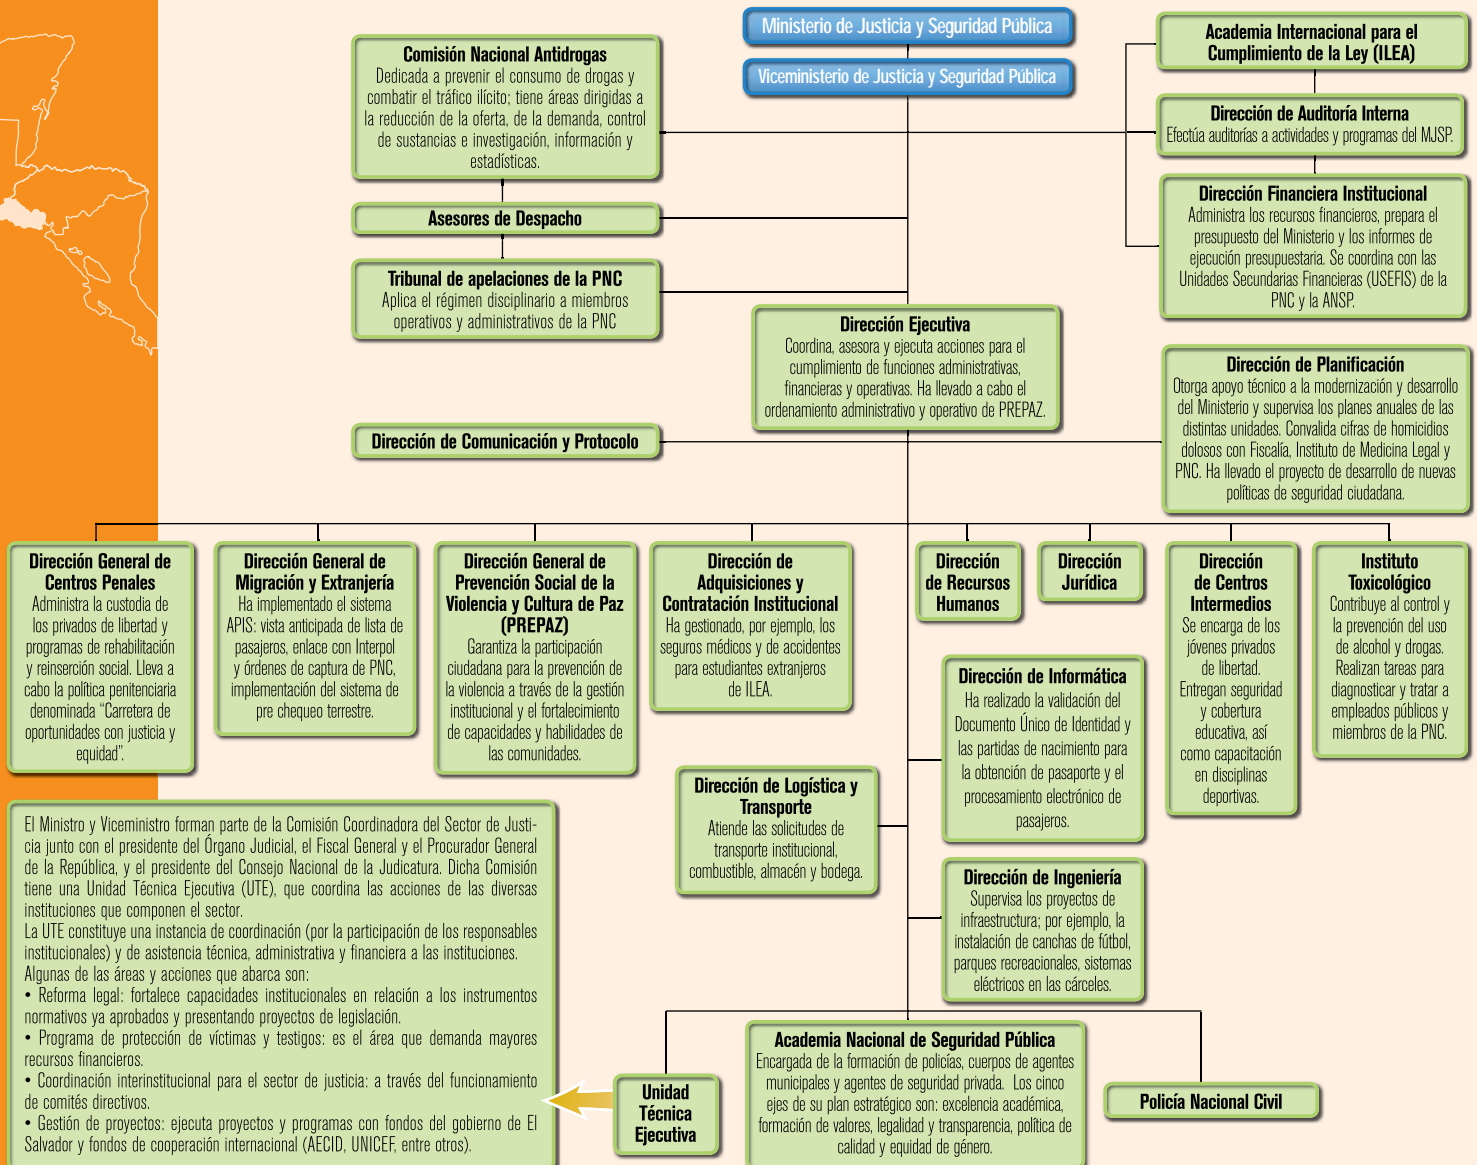 Ministerio de Justicia y Seguridad Pública
Viceministerio de Justicia y Seguridad Pública
Comisión Nacional Antidrogas
Dedicada a prevenir el consumo de drogas y
combatir el tráfico ilícito; tiene áreas dirigidas a
la reducción de la oferta, de la demanda, control
de sustancias e investigación, información y
estadísticas.
Asesores de Despacho
Tribunal de apelaciones de la PNC
Aplica el régimen disciplinario a miembros
operativos y administrativos de la PNC
Academia Internacional para el
Cumplimiento de la Ley (ILEA)
Dirección de Auditoría Interna
Efectúa auditorías a actividades y programas del MJSP.
Dirección Financiera Institucional
Administra los recursos financieros, prepara el
presupuesto del Ministerio y los informes de
ejecución presupuestaria. Se coordina con las
Unidades Secundarias Financieras (USEFIS) de la
PNC y la ANSP.
Dirección Ejecutiva
Coordina, asesora y ejecuta acciones para el
cumplimiento de funciones administrativas,
financieras y operativas. Ha llevado a cabo el
ordenamiento administrativo y operativo de PREPAZ.
Dirección de Comunicación y Protocolo
Dirección de Planificación
Otorga apoyo técnico a la modernización y desarrollo
del Ministerio y supervisa los planes anuales de las
distintas unidades. Convalida cifras de homicidios
dolosos con Fiscalía, Instituto de Medicina Legal y
PNC. Ha llevado el proyecto de desarrollo de nuevas
políticas de seguridad ciudadana.
Dirección General de
Centros Penales
Administra la custodia de
los privados de libertad y
programas de rehabilitación
y reinserción social. Lleva a
cabo la política penitenciaria
denominada “Carretera de
oportunidades con justicia y
equidad”.
Dirección General de
Migración y Extranjería
Ha implementado el sistema
APIS: vista anticipada de lista de
pasajeros, enlace con Interpol
y órdenes de captura de PNC,
implementación del sistema de
pre chequeo terrestre.
Dirección General de
Prevención Social de la
Violencia y Cultura de Paz
(PREPAZ)
Garantiza la participación
ciudadana para la prevención de
la violencia a través de la gestión
institucional y el fortalecimiento
de capacidades y habilidades de
las comunidades.
Dirección de
Adquisiciones y
Contratación Institucional
Ha gestionado, por ejemplo, los
seguros médicos y de accidentes
para estudiantes extranjeros
de ILEA.
Dirección
de Recursos
Humanos
Dirección
Jurídica
Dirección
de Centros
Intermedios
Se encarga de los
jóvenes privados
de libertad.
Entregan seguridad
y cobertura
educativa, así
como capacitación
en disciplinas
deportivas.
Instituto
Toxicológico
Contribuye al control y
la prevención del uso
de alcohol y drogas.
Realizan tareas para
diagnosticar y tratar a
empleados públicos y
miembros de la PNC.
Dirección de Informática
Ha realizado la validación del
Documento Único de Identidad y
las partidas de nacimiento para
la obtención de pasaporte y el
procesamiento electrónico de
pasajeros.
Dirección de Logística y
Transporte
Atiende las solicitudes de
transporte institucional,
combustible, almacén y bodega.
Dirección de Ingeniería
Supervisa los proyectos de
infraestructura; por ejemplo, la
instalación de canchas de fútbol,
parques recreacionales, sistemas
eléctricos en las cárceles.
El Ministro y Viceministro forman parte de la Comisión Coordinadora del Sector de Justi-
cia junto con el presidente del Órgano Judicial, el Fiscal General y el Procurador General
de la República, y el presidente del Consejo Nacional de la Judicatura. Dicha Comisión
tiene una Unidad Técnica Ejecutiva (UTE), que coordina las acciones de las diversas
instituciones que componen el sector.
La UTE constituye una instancia de coordinación (por la participación de los responsables
institucionales) y de asistencia técnica, administrativa y financiera a las instituciones.
Algunas de las áreas y acciones que abarca son:
• Reforma legal: fortalece capacidades institucionales en relación a los instrumentos
normativos ya aprobados y presentando proyectos de legislación.
• Programa de protección de víctimas y testigos: es el área que demanda mayores
recursos financieros.
• Coordinación interinstitucional para el sector de justicia: a través del funcionamiento
de comités directivos.
• Gestión de proyectos: ejecuta proyectos y programas con fondos del gobierno de El
Salvador y fondos de cooperación internacional (AECID, UNICEF, entre otros).
Unidad
Técnica
Ejecutiva
Academia Nacional de Seguridad Pública
Encargada de la formación de policías, cuerpos de agentes
municipales y agentes de seguridad privada. Los cinco
ejes de su plan estratégico son: excelencia académica,
formación de valores, legalidad y transparencia, política de
calidad y equidad de género.
Policía Nacional Civil